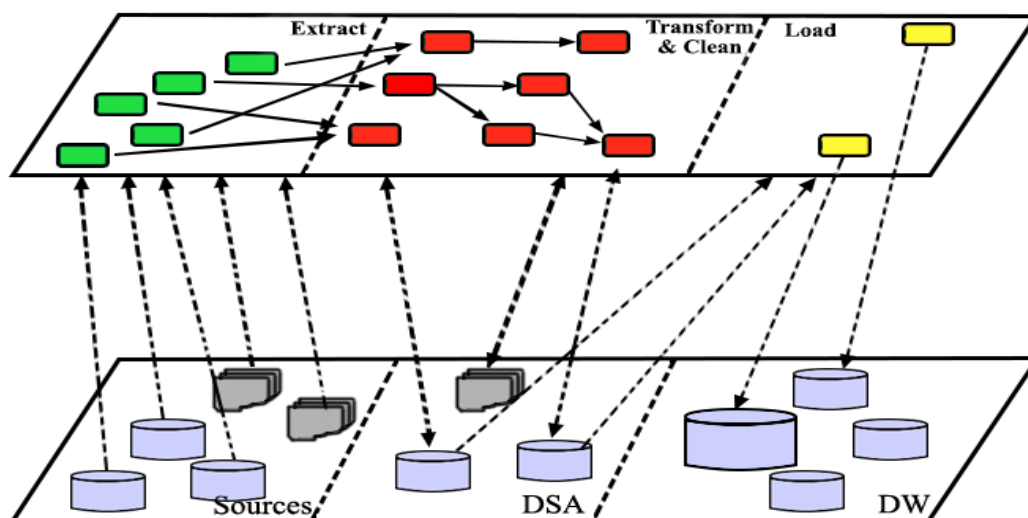 Extract
Transform
& Clean
Load
Sources
DSA
DW